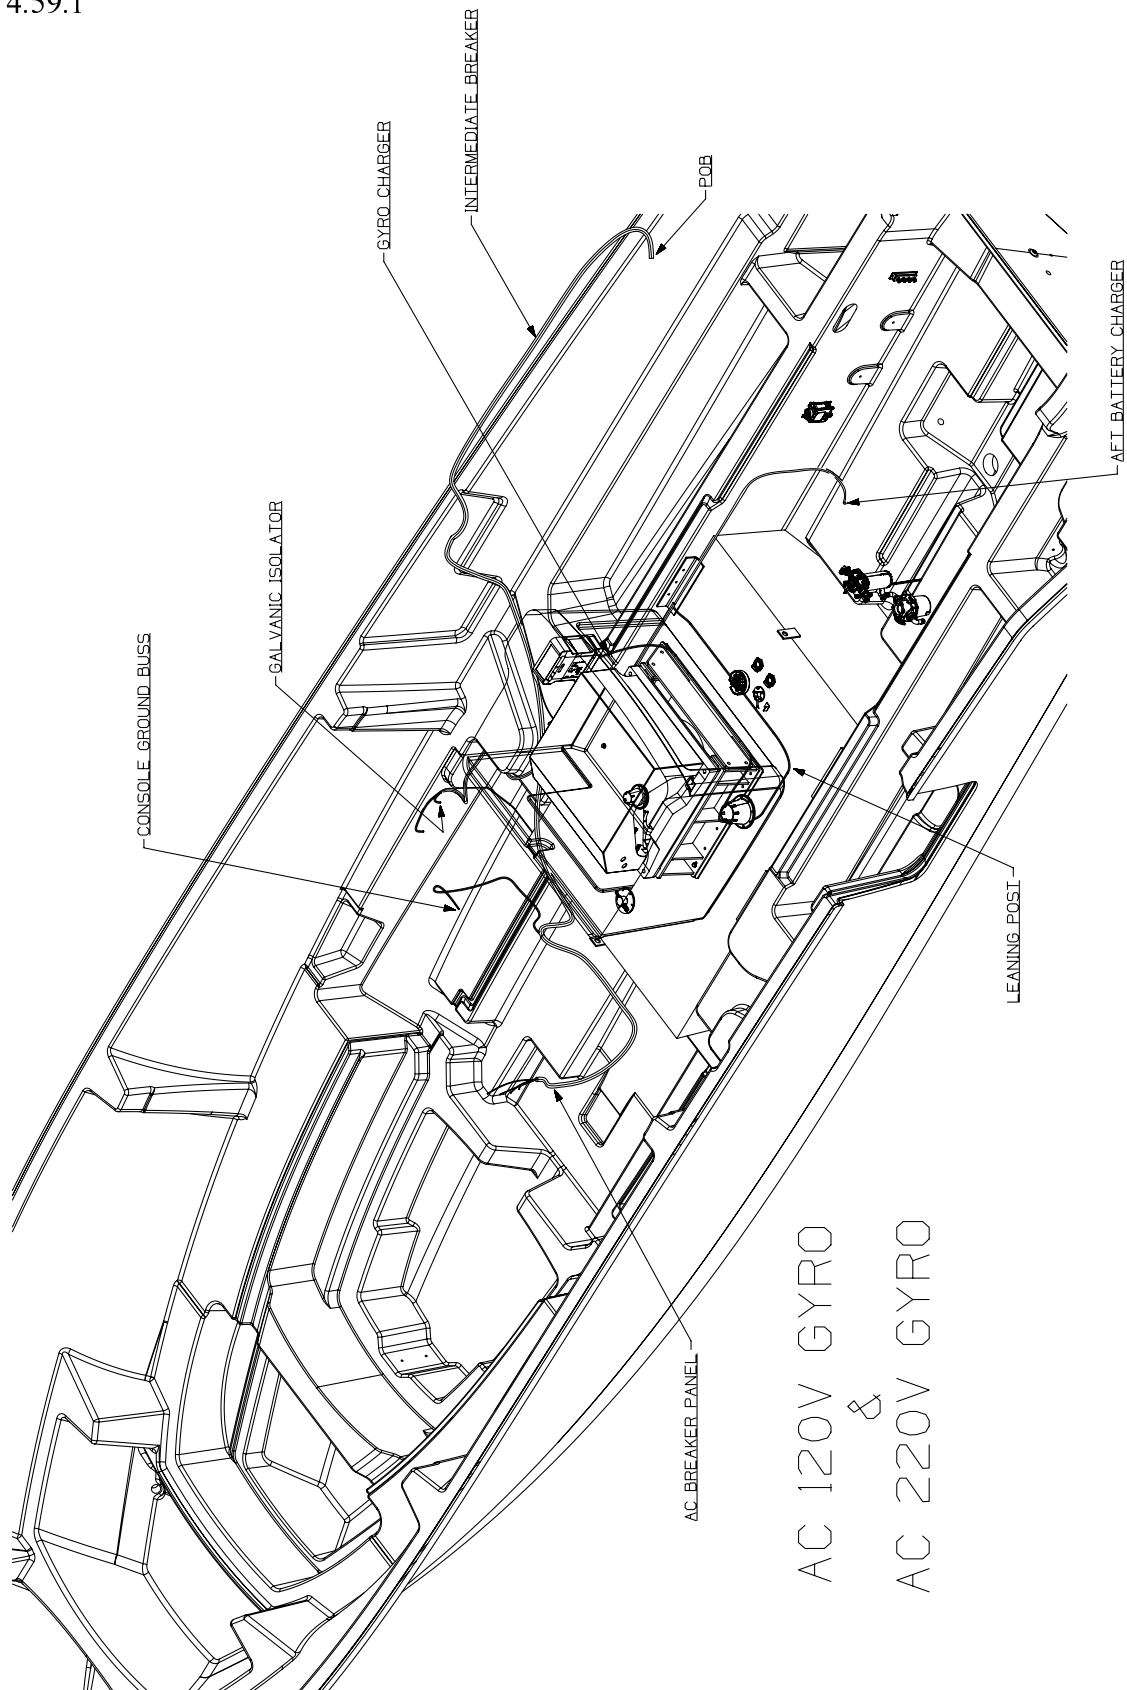 4.59.1
INTERMEDIATE BREAKER
GYRO CHARGER
POB
AFT BATTERY CHARGER
GALVANIC ISOLATOR
CONSOLE GROUND BUSS
LEANING POST
AC BREAKER PANEL
AC 120V GYRO
&
AC 220V GYRO